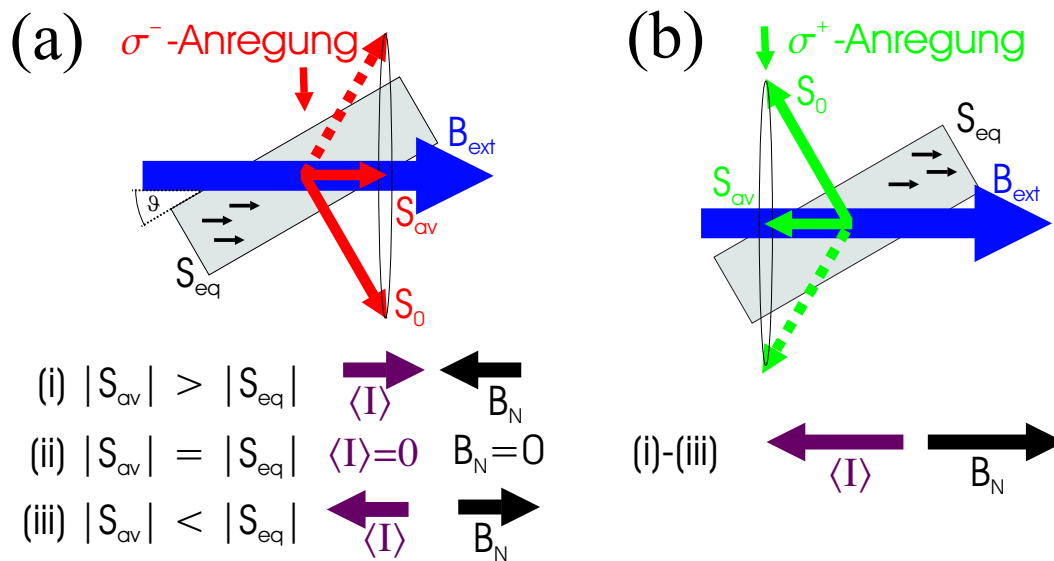 (a)
σ⁻-Anregung
B_ext
ϑ
S_av
S_eq
S_0
(i) |S_av| > |S_eq| ⟨I⟩ B_N
(ii) |S_av| = |S_eq| ⟨I⟩=0 B_N=0
(iii) |S_av| < |S_eq| ⟨I⟩ B_N
(b)
σ⁺-Anregung
S_0
S_eq
S_av
B_ext
(i)-(iii) ⟨I⟩ B_N